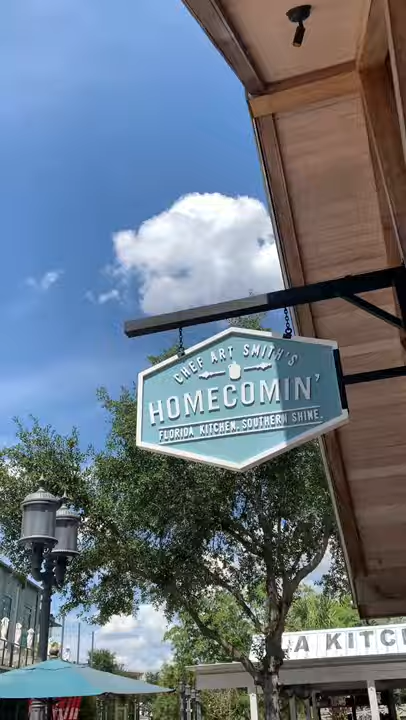 CHEF ART SMITH'S
HOMECOMIN'
FLORIDA KITCHEN. SOUTHERN SHINE.
A KITC